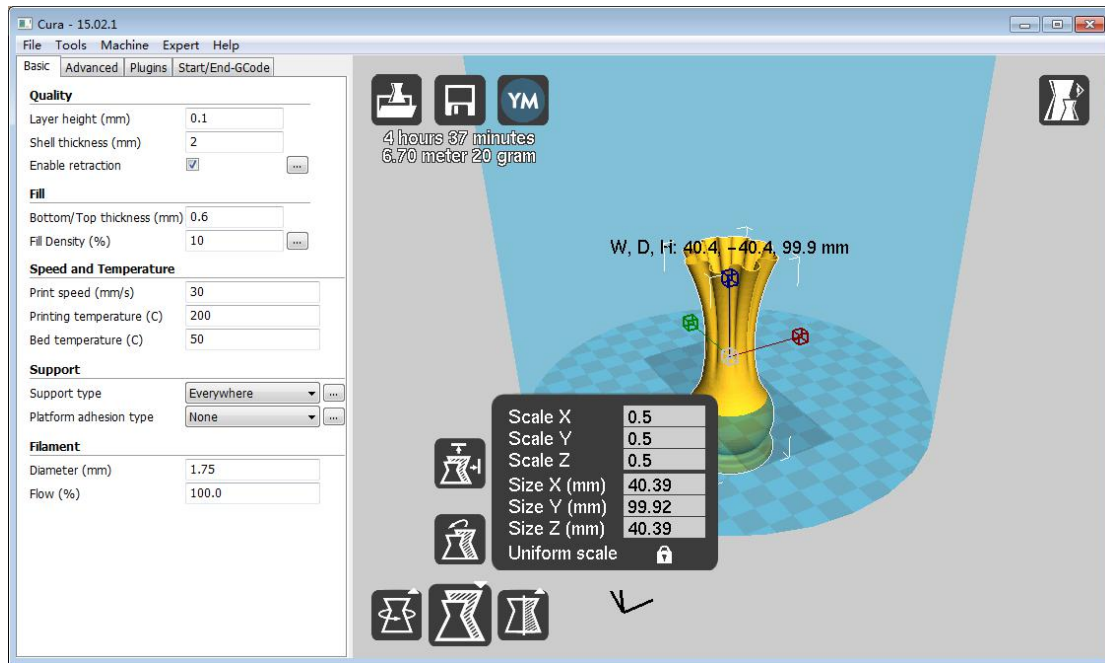 Cura - 15.02.1
File Tools Machine Expert Help
Basic Advanced Plugins Start/End-GCode
Quality
Layer height (mm) 0.1
Shell thickness (mm) 2
Enable retraction ...
Fill
Bottom/Top thickness (mm) 0.6
Fill Density (%) 10 ...
Speed and Temperature
Print speed (mm/s) 30
Printing temperature (C) 200
Bed temperature (C) 50
Support
Support type Everywhere ...
Platform adhesion type None ...
Filament
Diameter (mm) 1.75
Flow (%) 100.0
YM
4 hours 37 minutes
6.70 meter 20 gram
W, D, H: 40.4, -40.4, 99.9 mm
Scale X 0.5
Scale Y 0.5
Scale Z 0.5
Size X (mm) 40.39
Size Y (mm) 99.92
Size Z (mm) 40.39
Uniform scale